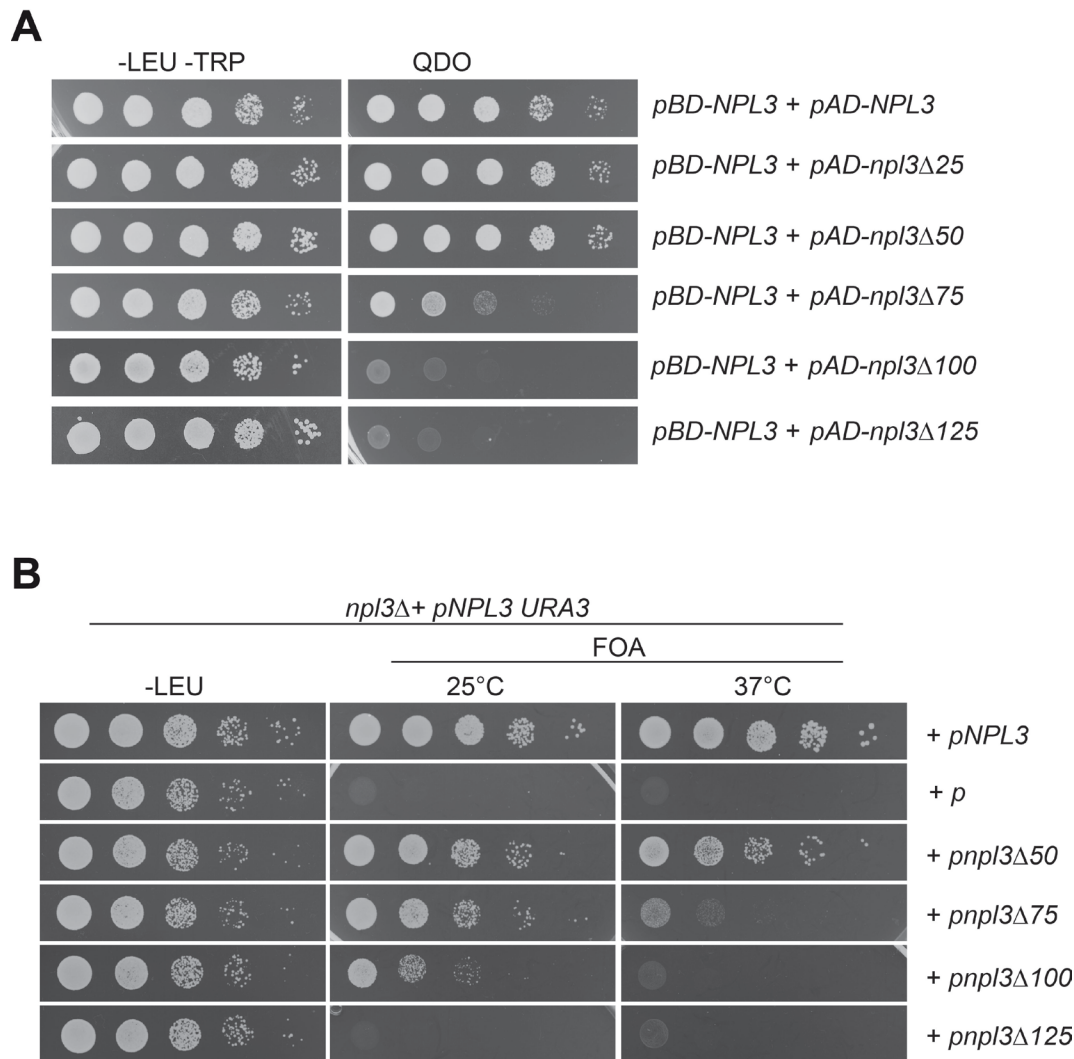 A
-LEU -TRP QDO
pBD-NPL3 + pAD-NPL3
pBD-NPL3 + pAD-npl3Δ25
pBD-NPL3 + pAD-npl3Δ50
pBD-NPL3 + pAD-npl3Δ75
pBD-NPL3 + pAD-npl3Δ100
pBD-NPL3 + pAD-npl3Δ125
B
npl3Δ+ pNPL3 URA3
FOA
-LEU 25°C 37°C
+ pNPL3
+ p
+ pnpl3Δ50
+ pnpl3Δ75
+ pnpl3Δ100
+ pnpl3Δ125